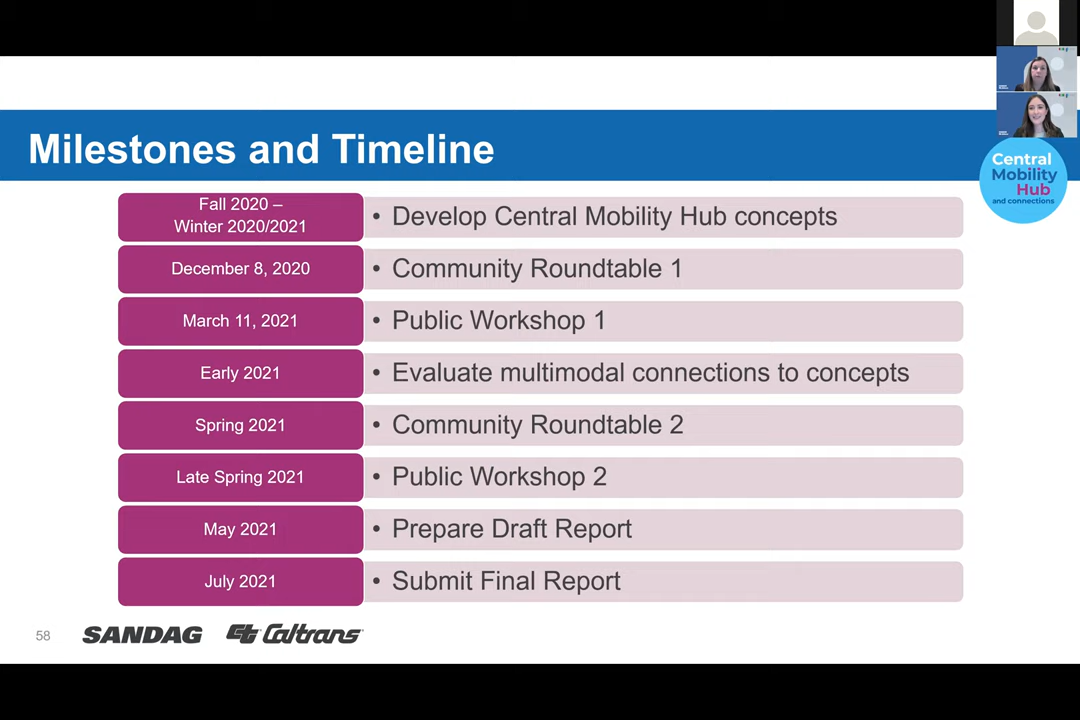 Milestones and Timeline
Central
Mobility
Hub
and connections
Fall 2020 –
Winter 2020/2021
• Develop Central Mobility Hub concepts
December 8, 2020
• Community Roundtable 1
March 11, 2021
• Public Workshop 1
Early 2021
• Evaluate multimodal connections to concepts
Spring 2021
• Community Roundtable 2
Late Spring 2021
• Public Workshop 2
May 2021
• Prepare Draft Report
July 2021
• Submit Final Report
58
SANDAG
Caltrans